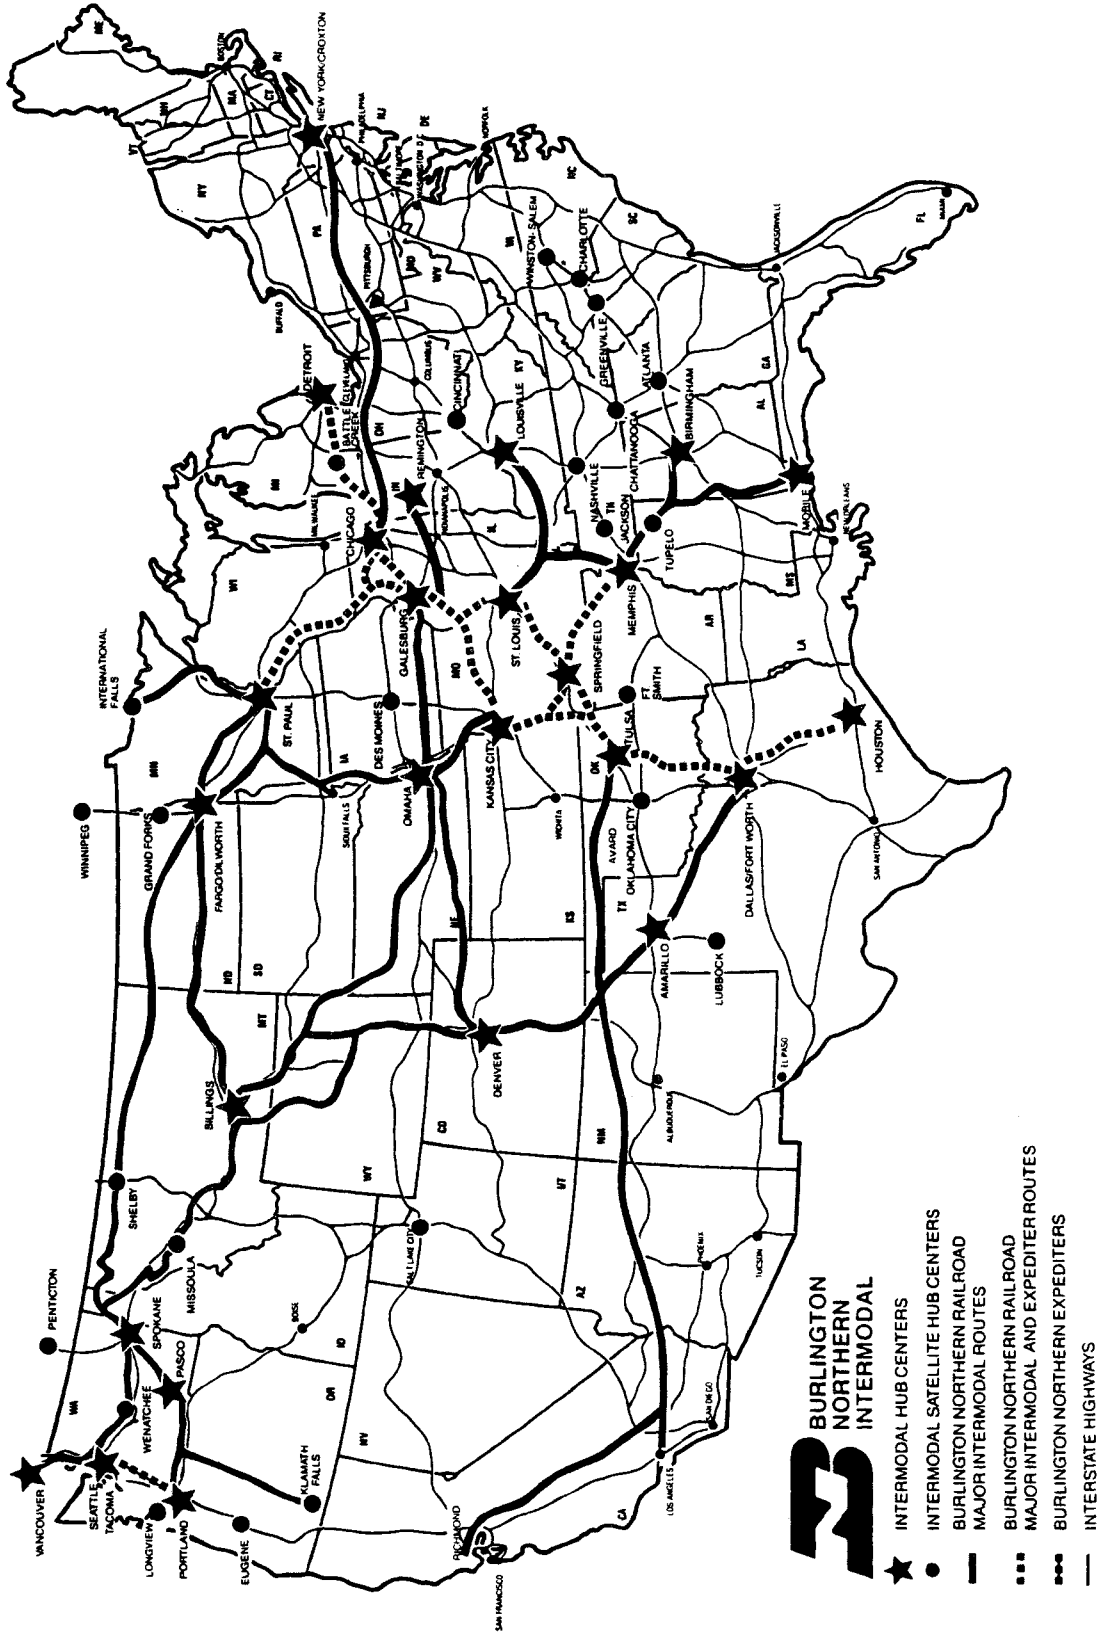 BURLINGTON
NORTHERN
INTERMODAL
INTERMODAL HUB CENTERS
INTERMODAL SATELLITE HUB CENTERS
BURLINGTON NORTHERN RAILROAD
MAJOR INTERMODAL ROUTES
BURLINGTON NORTHERN RAILROAD
MAJOR INTERMODAL AND EXPEDITER ROUTES
BURLINGTON NORTHERN EXPEDITERS
INTERSTATE HIGHWAYS
VANCOUVER
SEATTLE
TACOMA
LONGVIEW
PORTLAND
EUGENE
KLAMATH
FALLS
WENATCHEE
PASCO
SPOKANE
PENTICTON
MISSOULA
SHELBY
BILLINGS
BOISE
SALT LAKE CITY
RICHMOND
SAN FRANCISCO
LOS ANGELES
SAN DIEGO
PHOENIX
TUCSON
ALBUQUERQUE
EL PASO
DENVER
AMARILLO
LUBBOCK
WINNIPEG
GRAND FORKS
FARGO/DILWORTH
INTERNATIONAL
FALLS
ST. PAUL
SIOUX FALLS
OMAHA
DES MOINES
KANSAS CITY
WICHITA
AVARD
OKLAHOMA CITY
TULSA
FT
SMITH
DALLAS/FORT WORTH
SAN ANTONIO
HOUSTON
SPRINGFIELD
ST. LOUIS
GALESBURG
CHICAGO
MILWAUKEE
REMINGTON
INDIANAPOLIS
BATTLE
CREEK
DETROIT
CLEVELAND
COLUMBUS
CINCINNATI
LOUISVILLE
NASHVILLE
JACKSON
MEMPHIS
TUPELO
CHATTANOOGA
BIRMINGHAM
ATLANTA
GREENVILLE
CHARLOTTE
WINSTON-SALEM
MOBILE
NEW ORLEANS
JACKSONVILLE
MIAMI
NORFOLK
WASHINGTON D.C.
BALTIMORE
PHILADELPHIA
PITTSBURGH
BUFFALO
NEW YORK/CROXTON
BOSTON
WA
OR
ID
NV
CA
AZ
UT
WY
MT
CO
NM
ND
SD
NE
KS
TX
OK
MN
IA
MO
AR
LA
WI
IL
MI
IN
OH
KY
TN
MS
AL
GA
FL
SC
NC
VA
WV
MD
DE
NJ
PA
NY
CT
RI
MA
VT
NH
ME